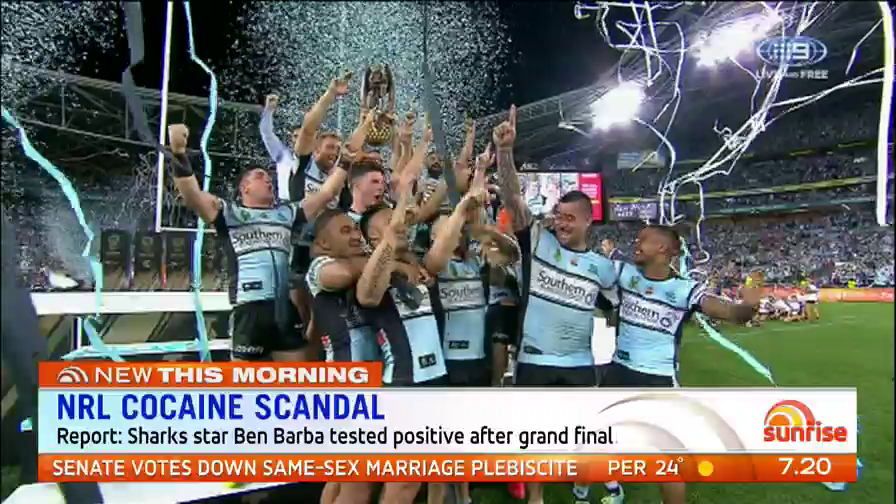 9
LIVE AND FREE
Southern
Southern
Southern
Southern
NEW THIS MORNING
NRL COCAINE SCANDAL
Report: Sharks star Ben Barba tested positive after grand final
sunrise
SENATE VOTES DOWN SAME-SEX MARRIAGE PLEBISCITE PER 24° 7.20